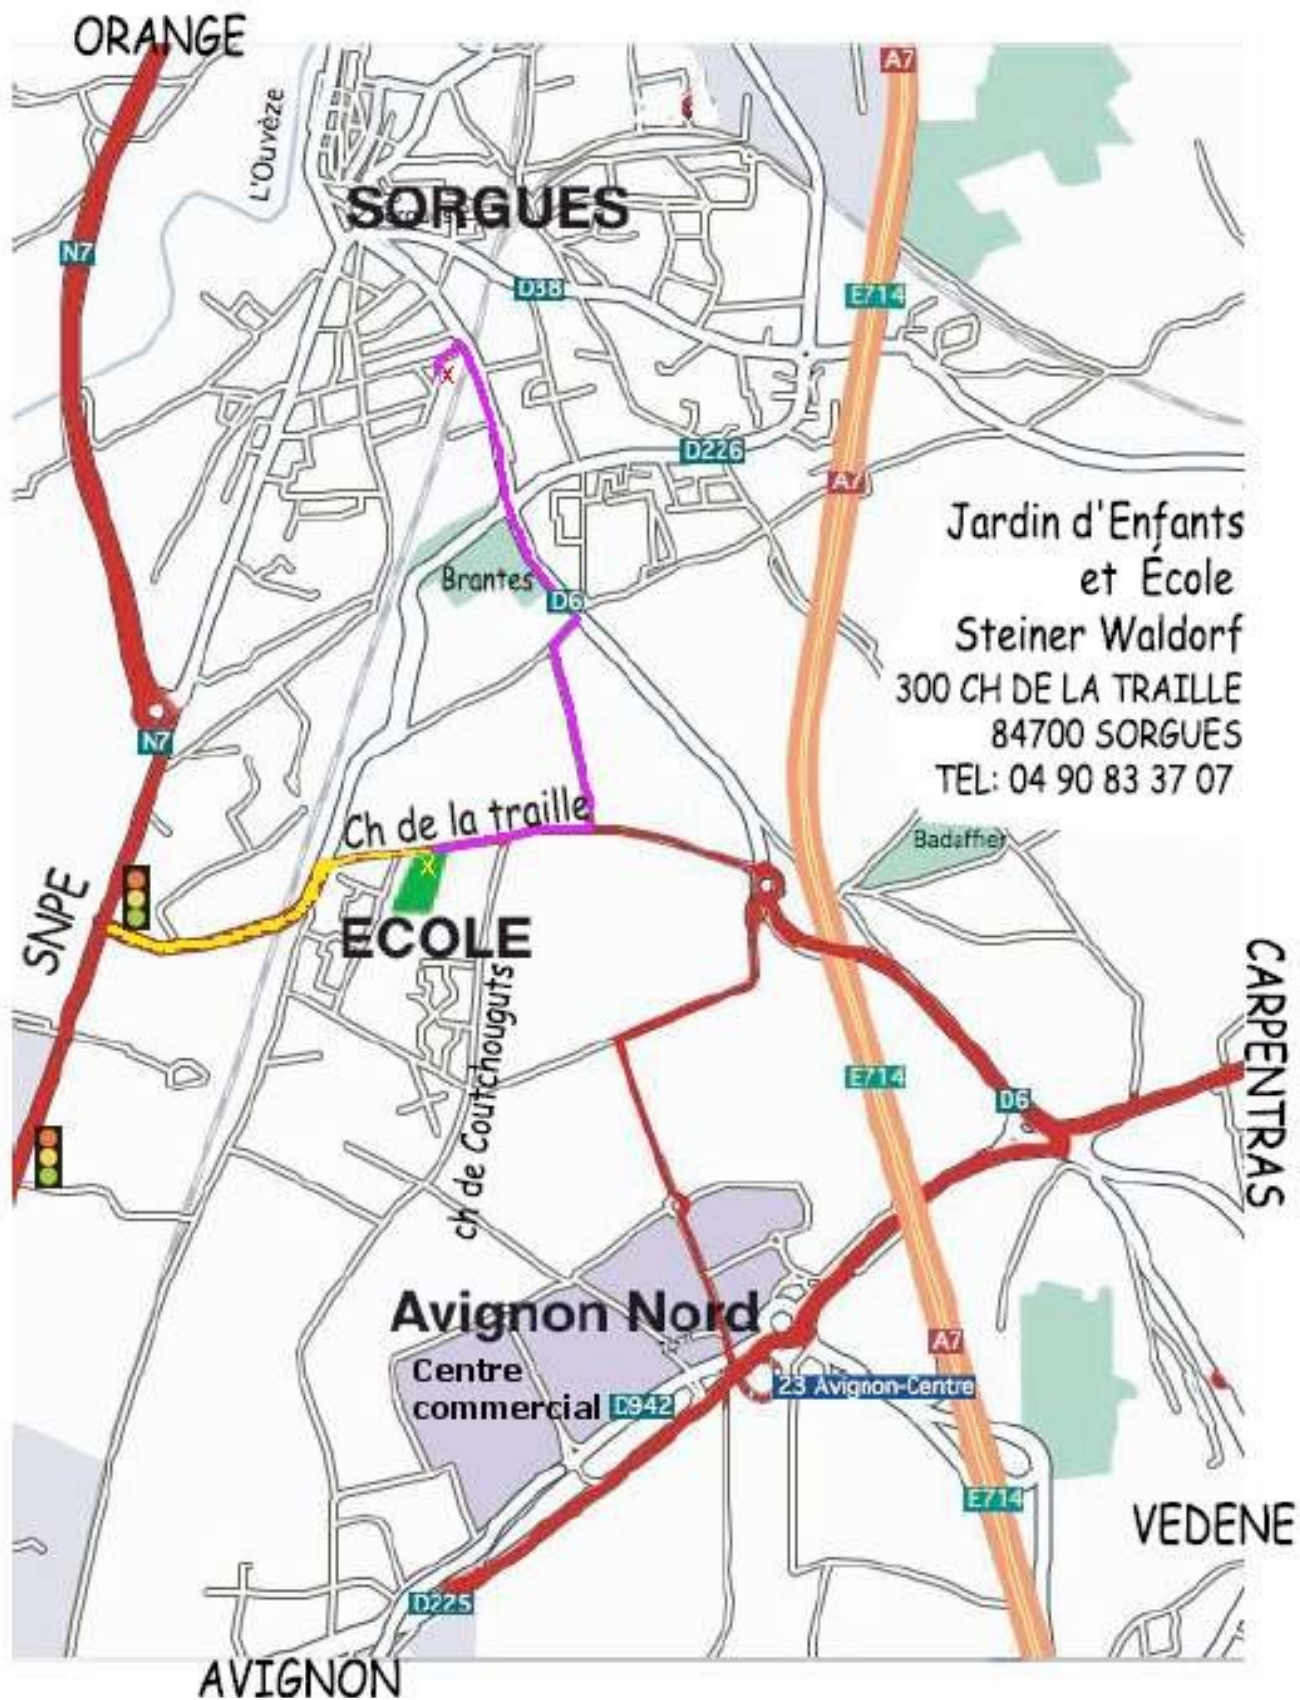 ORANGE
A7
L'Ouvèze
SORGUES
N7
D38
E714
D226
A7
Jardin d'Enfants
et École
Steiner Waldorf
300 CH DE LA TRAILLE
84700 SORGUES
TEL: 04 90 83 37 07
Brantes
D6
N7
Ch de la traille
Badaffier
SNPE
ECOLE
CARPENTRAS
ch de Coutchouguts
E714
D6
Avignon Nord
A7
Centre
commercial
D942
23 Avignon-Centre
E714
VEDENE
D225
AVIGNON